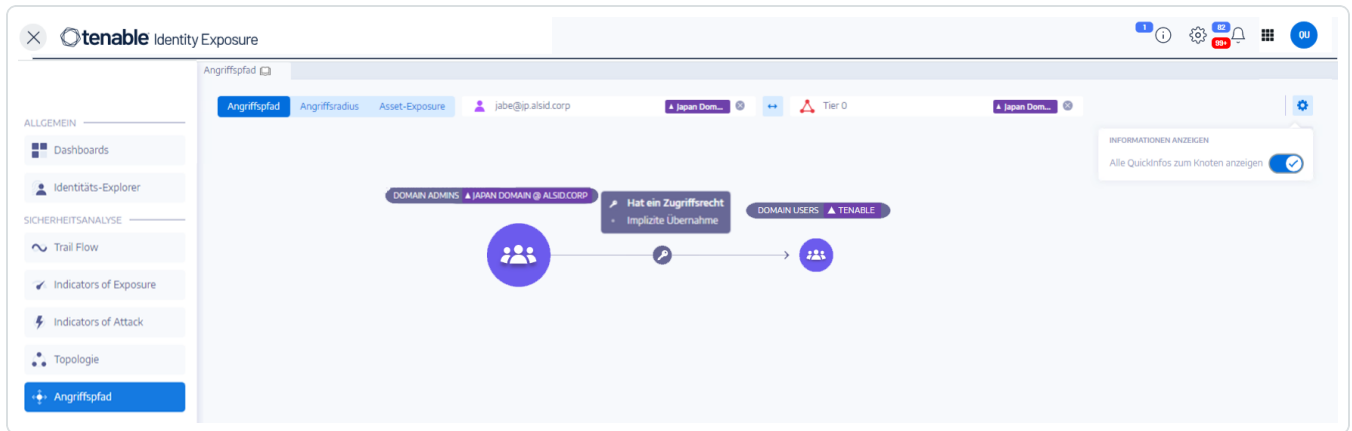 tenable Identity Exposure
1
82
99+
QU
Angriffspfad
Angriffspfad Angriffsradius Asset-Exposure jabe@jp.alsid.corp Japan Dom... Tier 0 Japan Dom...
INFORMATIONEN ANZEIGEN
Alle QuickInfos zum Knoten anzeigen
ALLGEMEIN
Dashboards
Identitäts-Explorer
SICHERHEITSANALYSE
Trail Flow
Indicators of Exposure
Indicators of Attack
Topologie
Angriffspfad
DOMAIN ADMINS JAPAN DOMAIN @ ALSID.CORP
Hat ein Zugriffsrecht
- Implizite Übernahme
DOMAIN USERS TENABLE